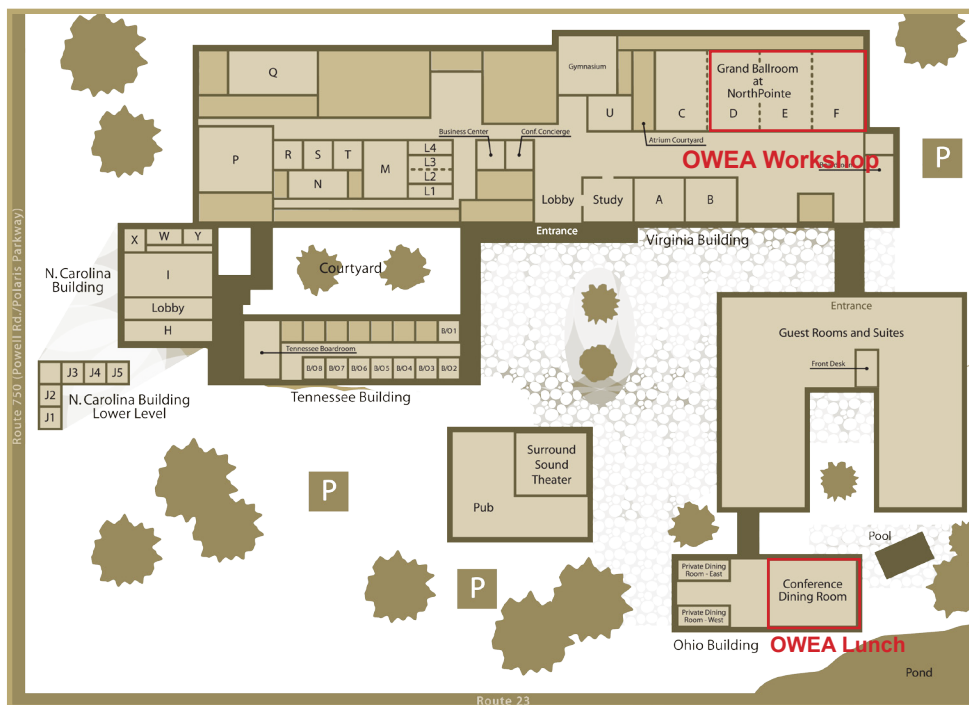 Q
Gymnasium
Grand Ballroom
at
NorthPointe
U
C
D
E
F
Business Center
Conf. Concierge
Atrium Courtyard
OWEA Workshop
P
P
R
S
T
N
M
L4
L3
L2
L1
Lobby
Study
A
B
Entrance
Virginia Building
X
W
Y
I
Lobby
H
N. Carolina
Building
Courtyard
Tennessee Boardroom
B/O1
B/O8
B/O7
B/O6
B/O5
B/O4
B/O3
B/O2
Tennessee Building
J3
J4
J5
J2
J1
N. Carolina Building
Lower Level
Entrance
Guest Rooms and Suites
Front Desk
Route 750 (Powell Rd./Polaris Parkway)
Surround
Sound
Theater
Pub
P
P
Pool
Private Dining
Room - East
Private Dining
Room - West
Conference
Dining Room
Ohio Building
OWEA Lunch
Pond
Route 23